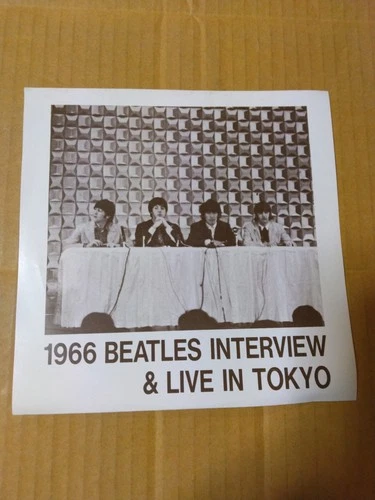 1966 BEATLES INTERVIEW
& LIVE IN TOKYO